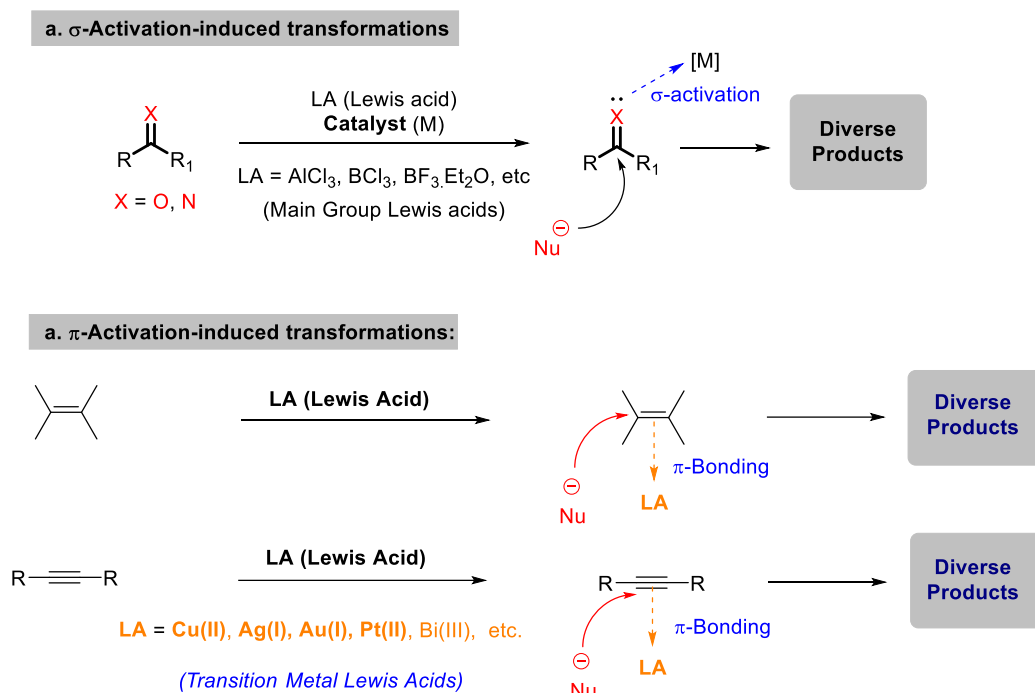 a. σ-Activation-induced transformations
X
R R₁
X = O, N
LA (Lewis acid)
Catalyst (M)
LA = AlCl₃, BCl₃, BF₃.Et₂O, etc
(Main Group Lewis acids)
[M]
σ-activation
X
R R₁
Nu⊖
Diverse
Products
a. π-Activation-induced transformations:
LA (Lewis Acid)
π-Bonding
⊖
Nu
LA
Diverse
Products
R R
LA (Lewis Acid)
LA = Cu(II), Ag(I), Au(I), Pt(II), Bi(III), etc.
(Transition Metal Lewis Acids)
R R
π-Bonding
⊖
Nu
LA
Diverse
Products